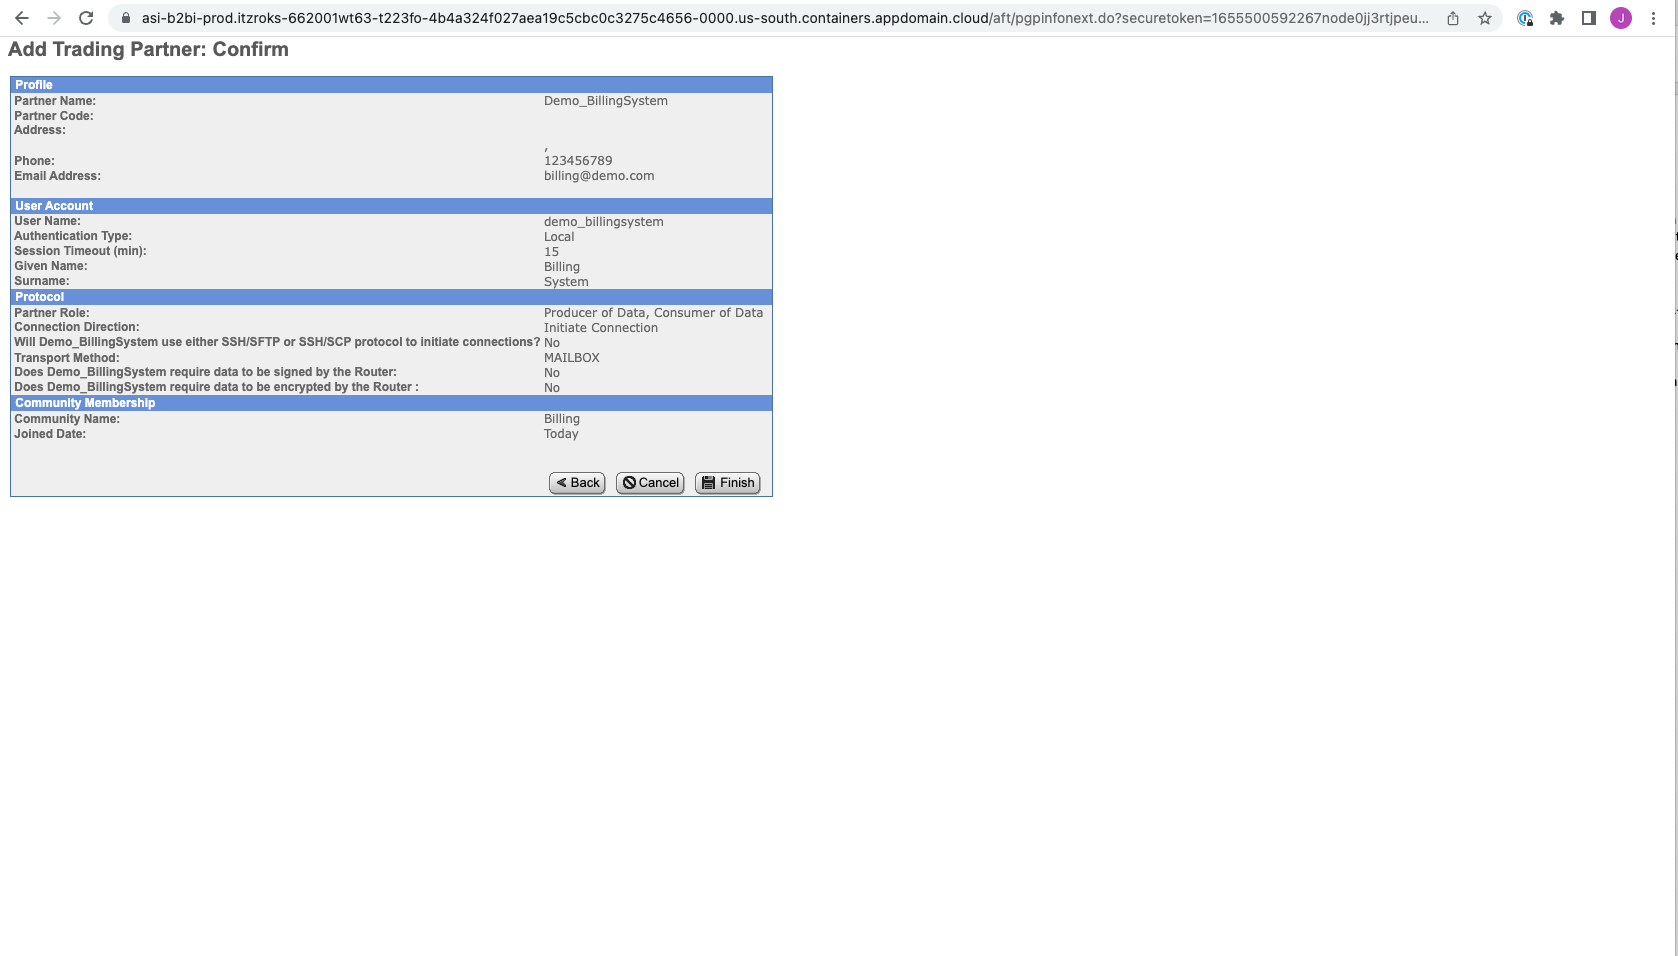 asi-b2bi-prod.itzroks-662001wt63-t223fo-4b4a324f027aea19c5cbc0c3275c4656-0000.us-south.containers.appdomain.cloud/aft/pgpinfonext.do?securetoken=1655500592267node0jj3rtjpeu...
J
Add Trading Partner: Confirm
Profile
Partner Name: Demo_BillingSystem
Partner Code:
Address:
,
Phone: 123456789
Email Address: billing@demo.com
User Account
User Name: demo_billingsystem
Authentication Type: Local
Session Timeout (min): 15
Given Name: Billing
Surname: System
Protocol
Partner Role: Producer of Data, Consumer of Data
Connection Direction: Initiate Connection
Will Demo_BillingSystem use either SSH/SFTP or SSH/SCP protocol to initiate connections? No
Transport Method: MAILBOX
Does Demo_BillingSystem require data to be signed by the Router: No
Does Demo_BillingSystem require data to be encrypted by the Router : No
Community Membership
Community Name: Billing
Joined Date: Today
Back Cancel Finish